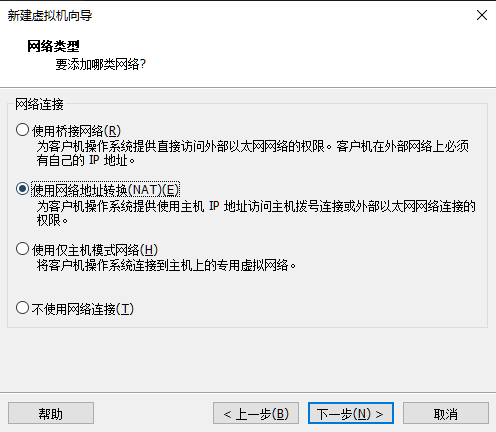 新建虚拟机向导
网络类型
要添加哪类网络?
网络连接
使用桥接网络(R)
为客户机操作系统提供直接访问外部以太网网络的权限。客户机在外部网络上必须
有自己的 IP 地址。
使用网络地址转换(NAT)(E)
为客户机操作系统提供使用主机 IP 地址访问主机拨号连接或外部以太网网络连接的
权限。
使用仅主机模式网络(H)
将客户机操作系统连接到主机上的专用虚拟网络。
不使用网络连接(T)
帮助 < 上一步(B) 下一步(N) > 取消